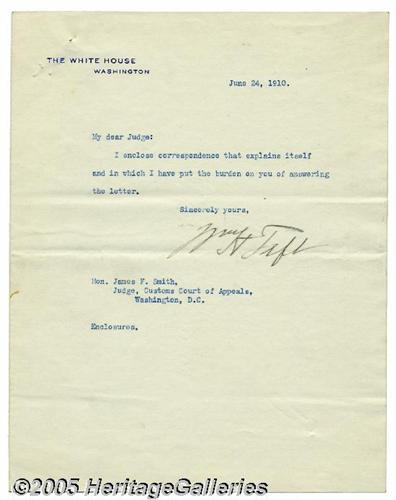 THE WHITE HOUSE
WASHINGTON
June 24, 1910.
My dear Judge:
I enclose correspondence that explains itself
and in which I have put the burden on you of answering
the letter.
Sincerely yours,
Wm H Taft
Hon. James F. Smith,
Judge, Customs Court of Appeals,
Washington, D.C.
Enclosures.
©2005 HeritageGalleries